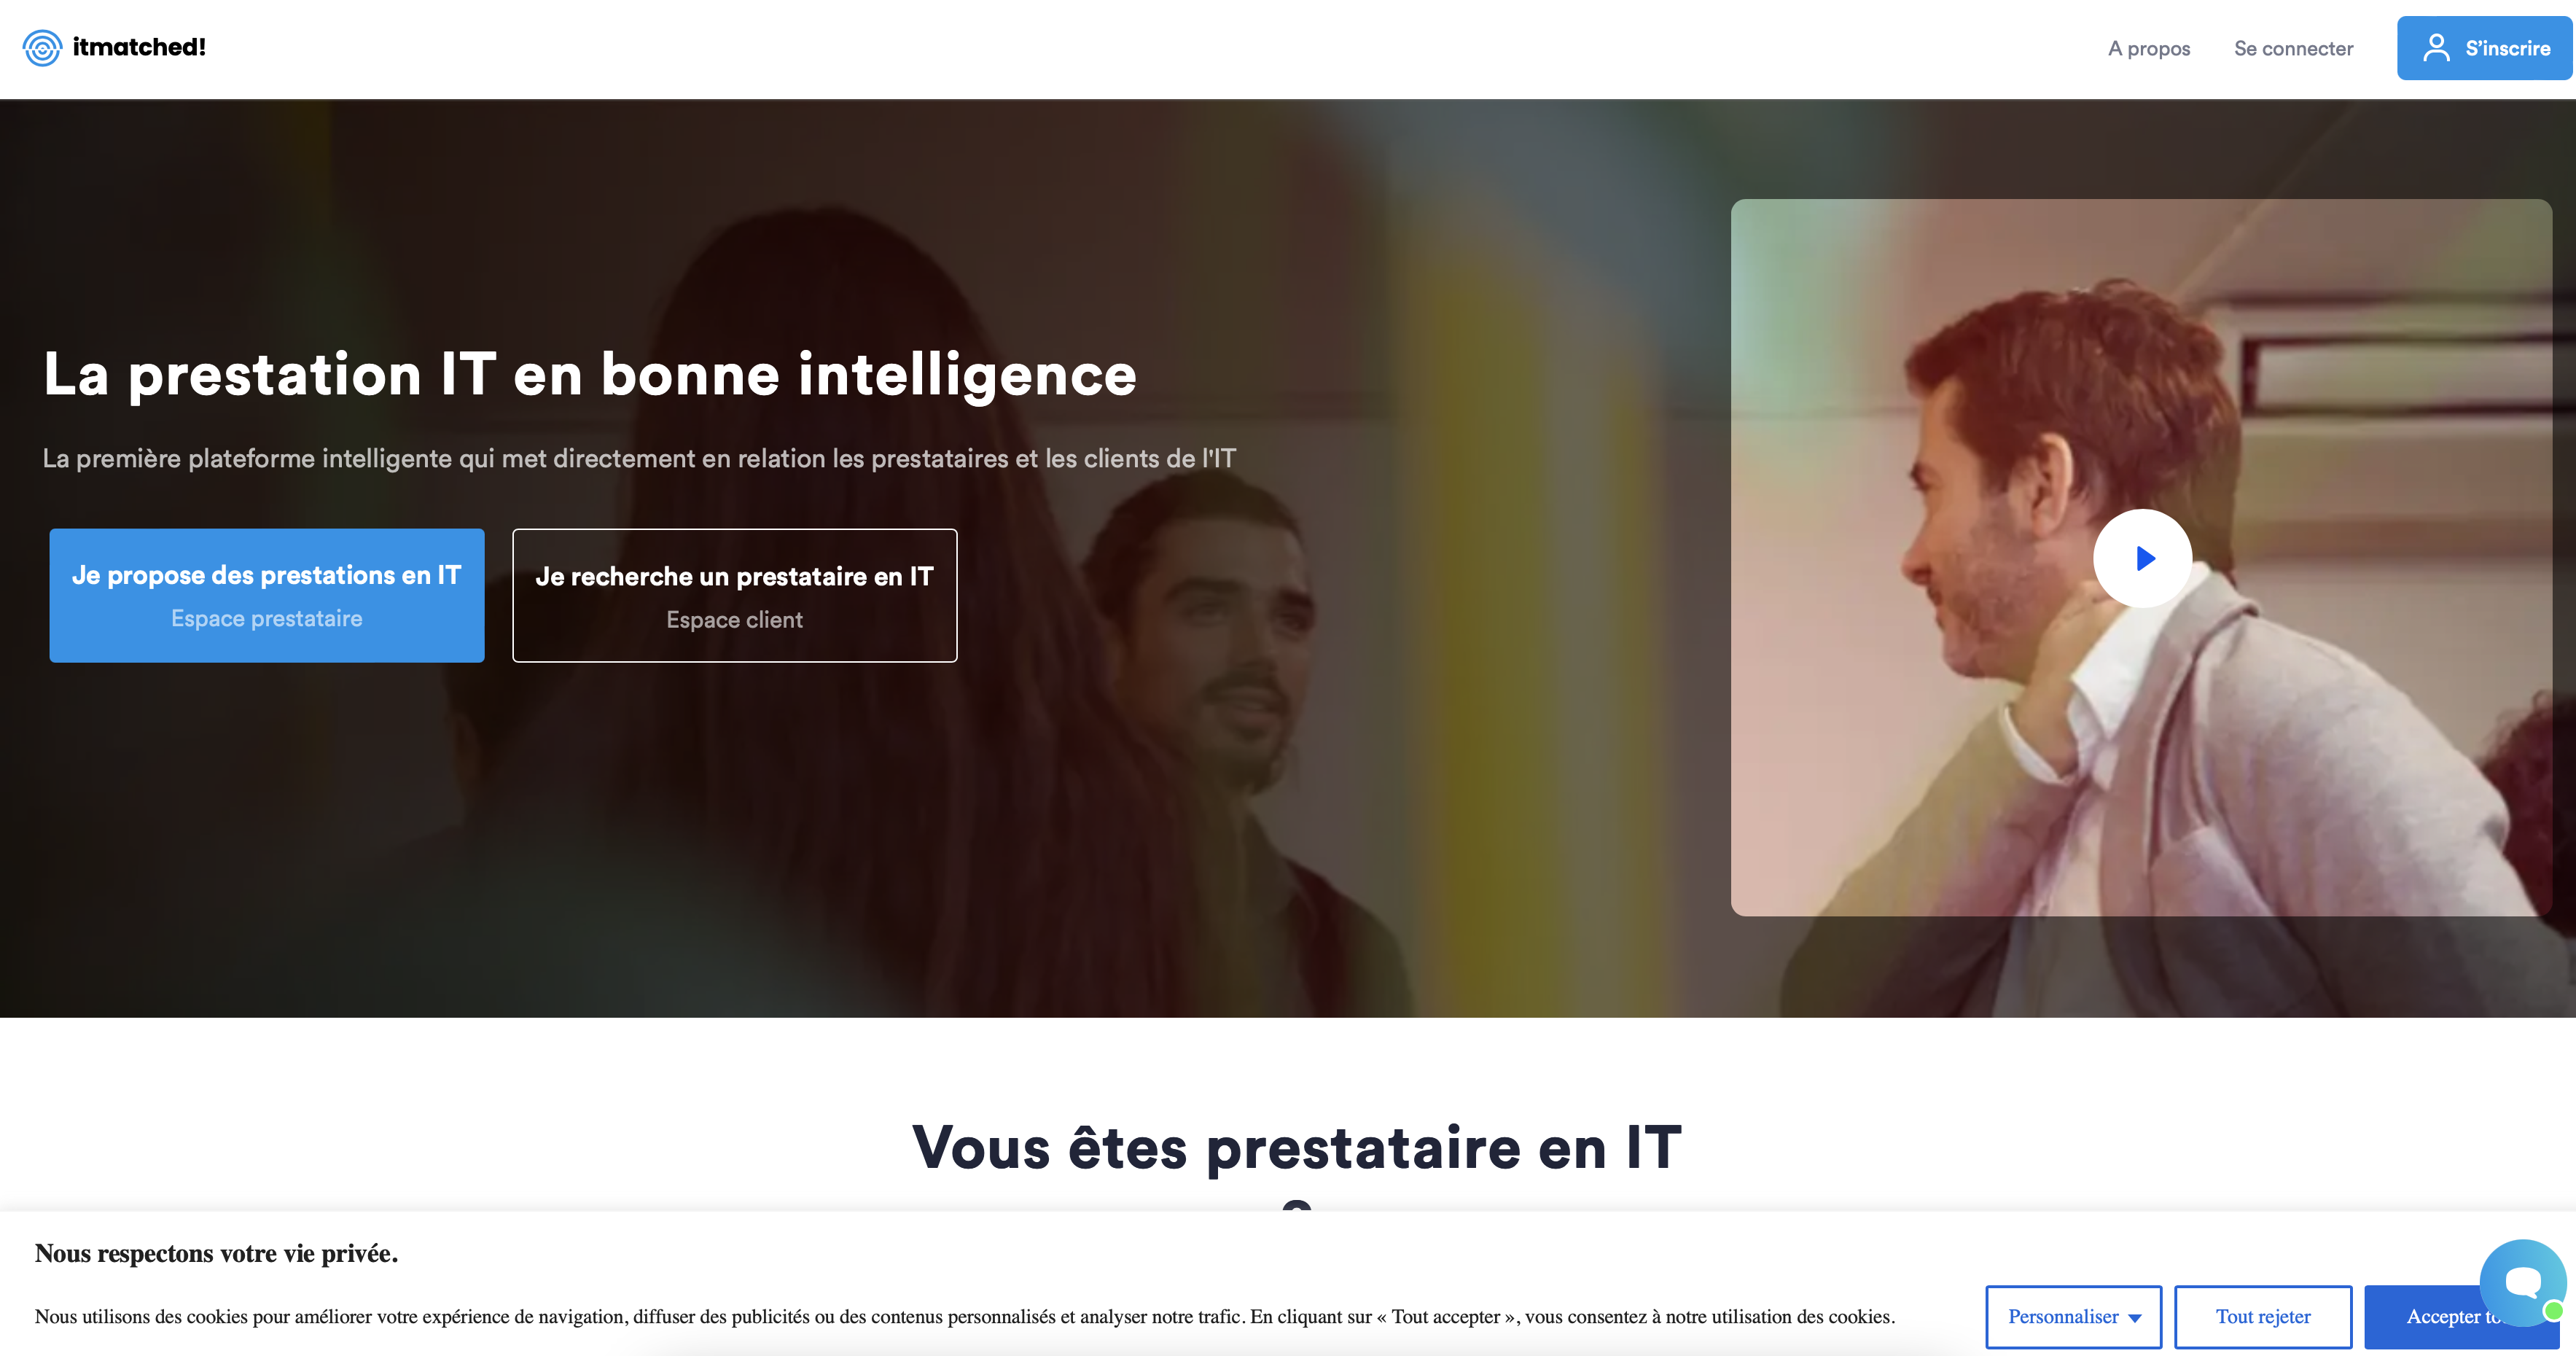 itmatched!
A propos
Se connecter
S'inscrire
La prestation IT en bonne intelligence
La première plateforme intelligente qui met directement en relation les prestataires et les clients de l'IT
Je propose des prestations en IT
Espace prestataire
Je recherche un prestataire en IT
Espace client
Vous êtes prestataire en IT
Nous respectons votre vie privée.
Nous utilisons des cookies pour améliorer votre expérience de navigation, diffuser des publicités ou des contenus personnalisés et analyser notre trafic. En cliquant sur « Tout accepter », vous consentez à notre utilisation des cookies.
Personnaliser
Tout rejeter
Accepter